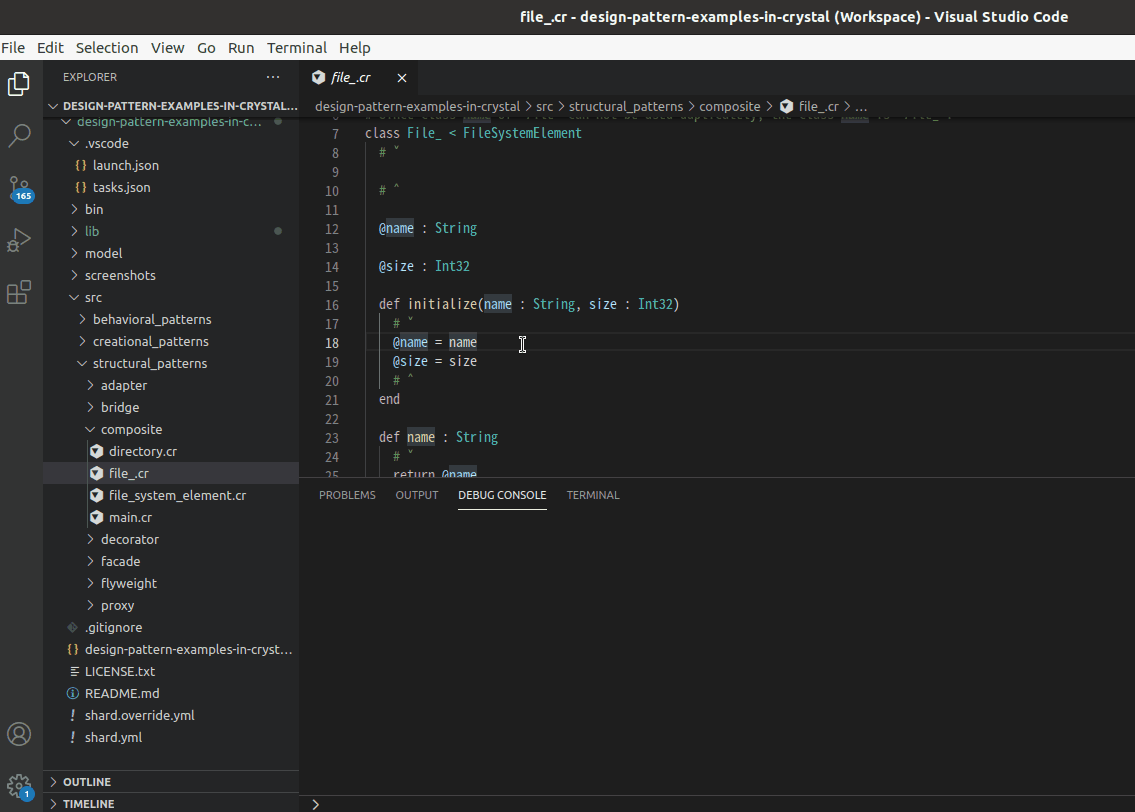 file_.cr - design-pattern-examples-in-crystal (Workspace) - Visual Studio Code
File Edit Selection View Go Run Terminal Help
EXPLORER
DESIGN-PATTERN-EXAMPLES-IN-CRYSTAL...
design-pattern-examples-in-c...
.vscode
{} launch.json
{} tasks.json
bin
lib
model
screenshots
src
behavioral_patterns
creational_patterns
structural_patterns
adapter
bridge
composite
directory.cr
file_.cr
file_system_element.cr
main.cr
decorator
facade
flyweight
proxy
.gitignore
{} design-pattern-examples-in-cryst...
LICENSE.txt
README.md
! shard.override.yml
! shard.yml
OUTLINE
TIMELINE
165
1
file_.cr
design-pattern-examples-in-crystal > src > structural_patterns > composite > file_.cr > ...
7 class File_ < FileSystemElement
8 # ˅
9
10 # ˄
11
12 @name : String
13
14 @size : Int32
15
16 def initialize(name : String, size : Int32)
17 # ˅
18 @name = name
19 @size = size
20 # ˄
21 end
22
23 def name : String
24 # ˅
25 return @name
PROBLEMS OUTPUT DEBUG CONSOLE TERMINAL
>